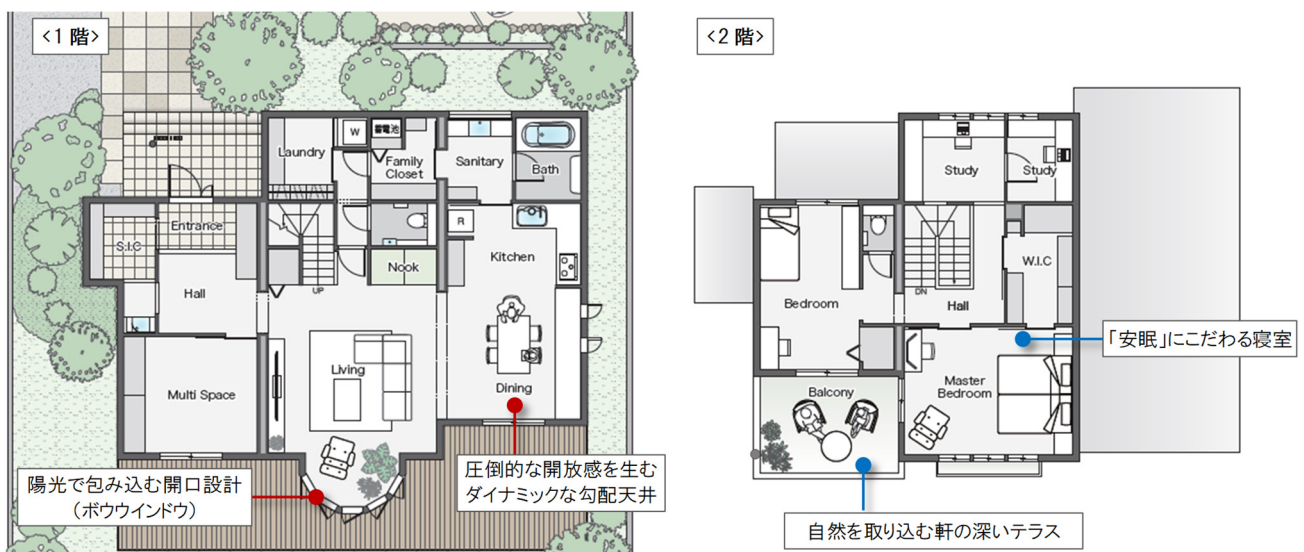 <1階>
<2階>
Laundry
W
蓄電池
Family
Closet
Sanitary
Bath
S.I.C
Entrance
R
Kitchen
Nook
Hall
UP
Living
Multi Space
Dining
陽光で包み込む開口設計
(ボウウインドウ)
圧倒的な開放感を生む
ダイナミックな勾配天井
Study
Study
W.I.C
Bedroom
DN
Hall
「安眠」にこだわる寝室
Balcony
Master
Bedroom
自然を取り込む軒の深いテラス